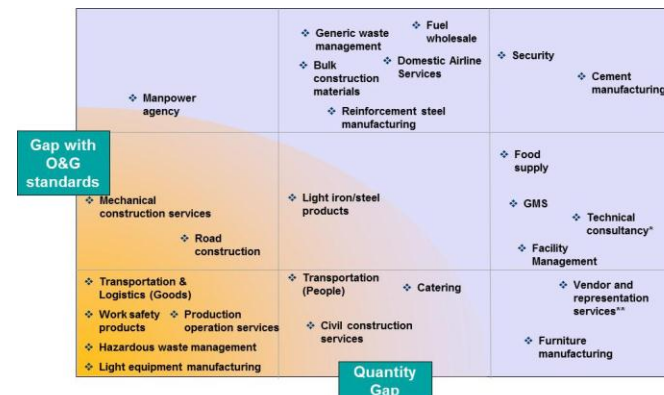 Generic waste
management
Fuel
wholesale
Bulk
construction
materials
Domestic Airline
Services
Reinforcement steel
manufacturing
Security
Cement
manufacturing
Manpower
agency
Gap with
O&G
standards
Mechanical
construction services
Road
construction
Light iron/steel
products
Food
supply
GMS
Technical
consultancy*
Facility
Management
Transportation &
Logistics (Goods)
Work safety
products
Production
operation services
Hazardous waste management
Light equipment manufacturing
Transportation
(People)
Catering
Civil construction
services
Vendor and
representation
services**
Furniture
manufacturing
Quantity
Gap